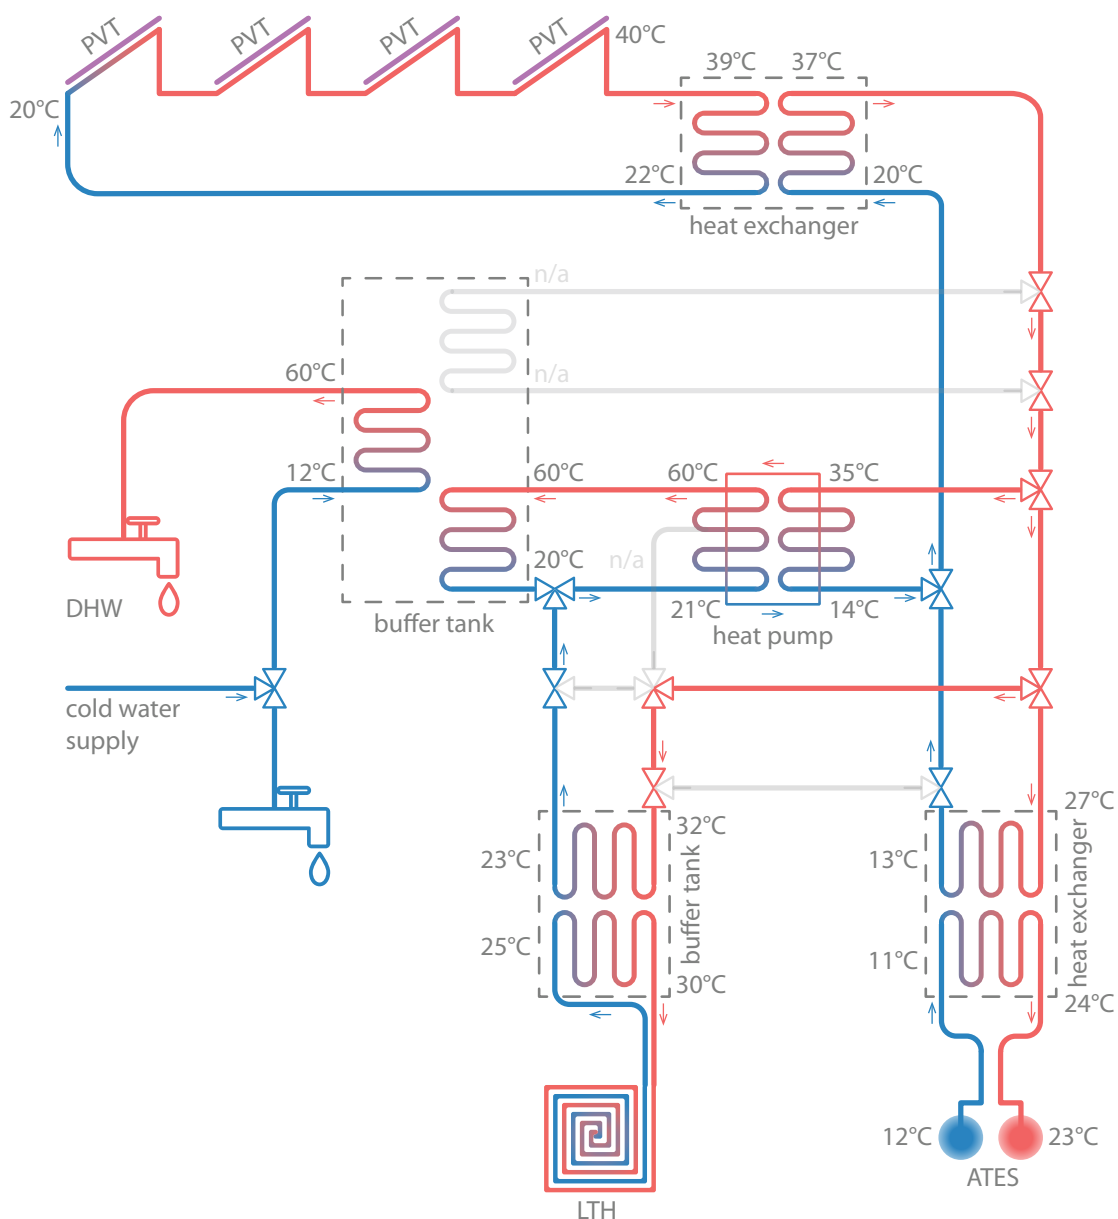 PVT
PVT
PVT
PVT
40°C
39°C
37°C
20°C
22°C
20°C
heat exchanger
n/a
60°C
n/a
12°C
60°C
60°C
35°C
20°C
n/a
DHW
buffer tank
21°C
14°C
heat pump
cold water
supply
27°C
32°C
23°C
13°C
buffer tank
heat exchanger
25°C
11°C
30°C
24°C
12°C
23°C
ATES
LTH